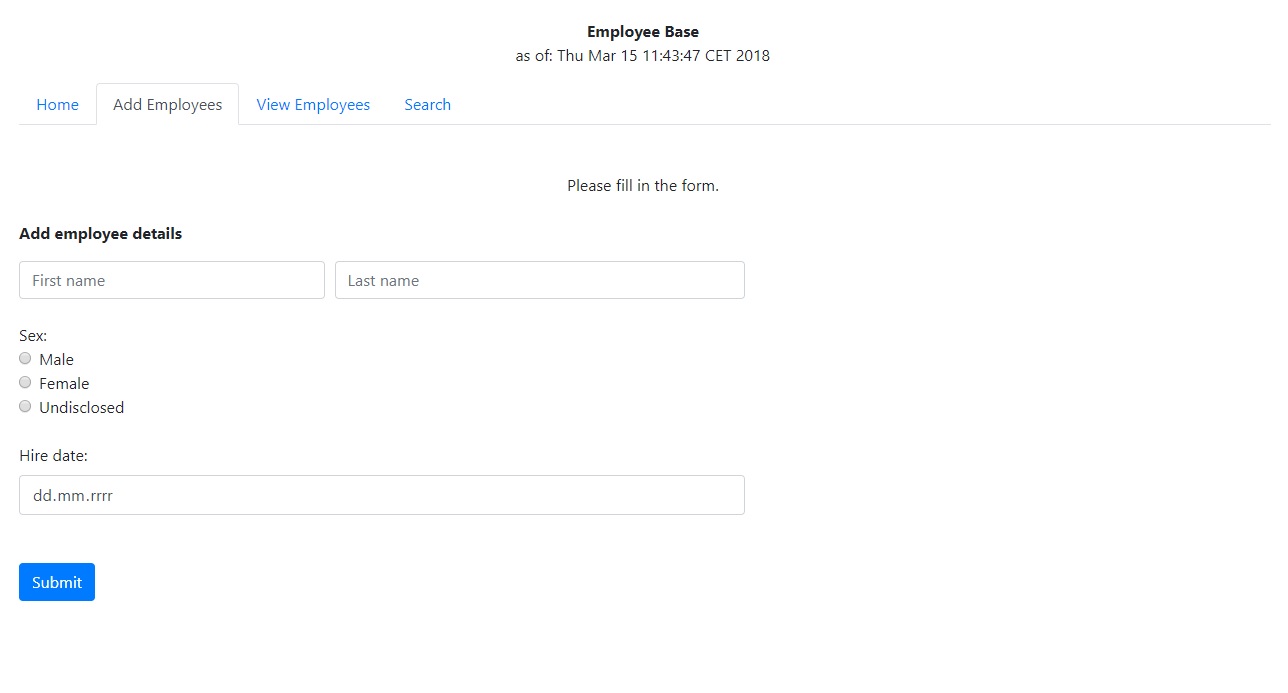 Employee Base
as of: Thu Mar 15 11:43:47 CET 2018
Home Add Employees View Employees Search
Please fill in the form.
Add employee details
First name Last name
Sex:
Male
Female
Undisclosed
Hire date:
dd.mm.rrrr
Submit